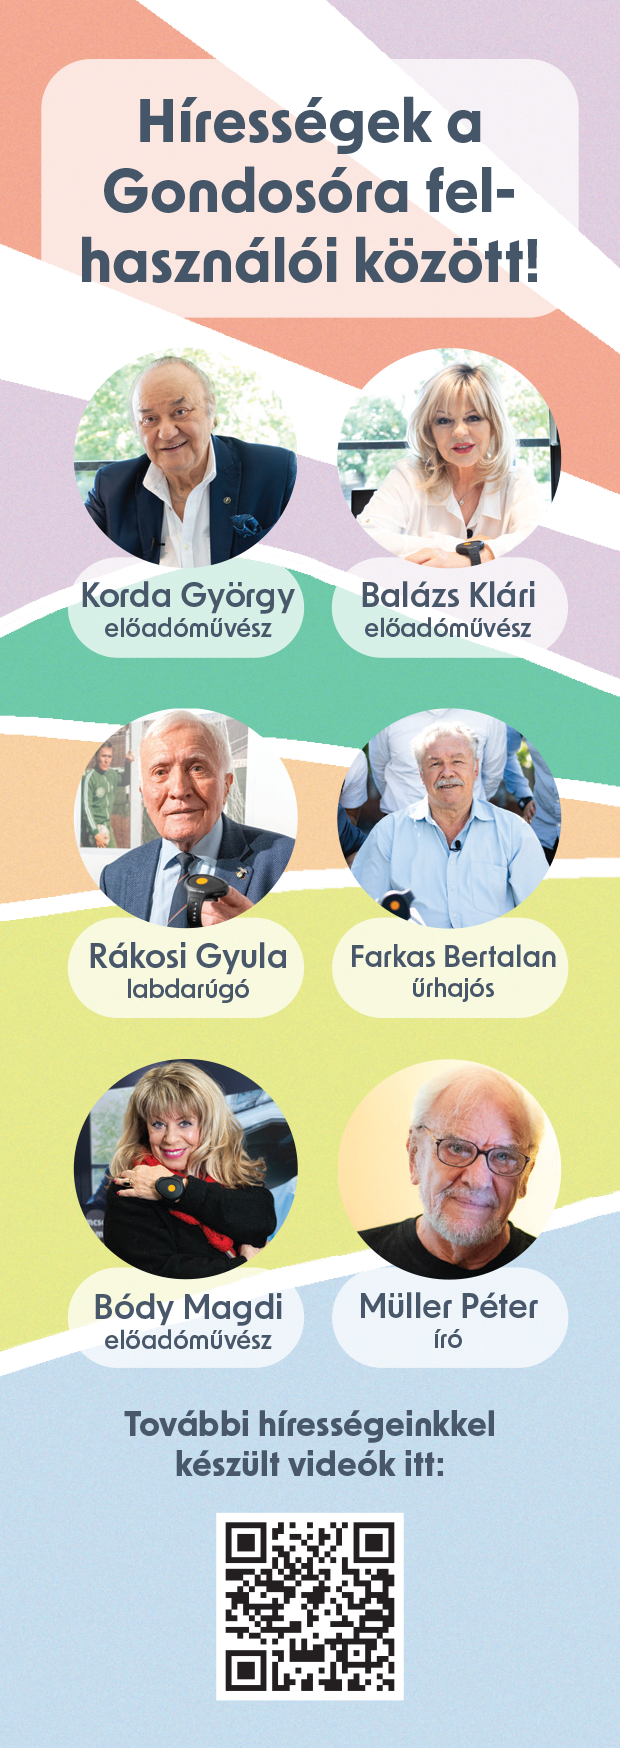 Hírességek a
Gondosóra fel-
használói között!
Korda György
előadóművész
Balázs Klári
előadóművész
Rákosi Gyula
labdarúgó
Farkas Bertalan
űrhajós
Bódy Magdi
előadóművész
Müller Péter
író
További hírességeinkkel
készült videók itt: